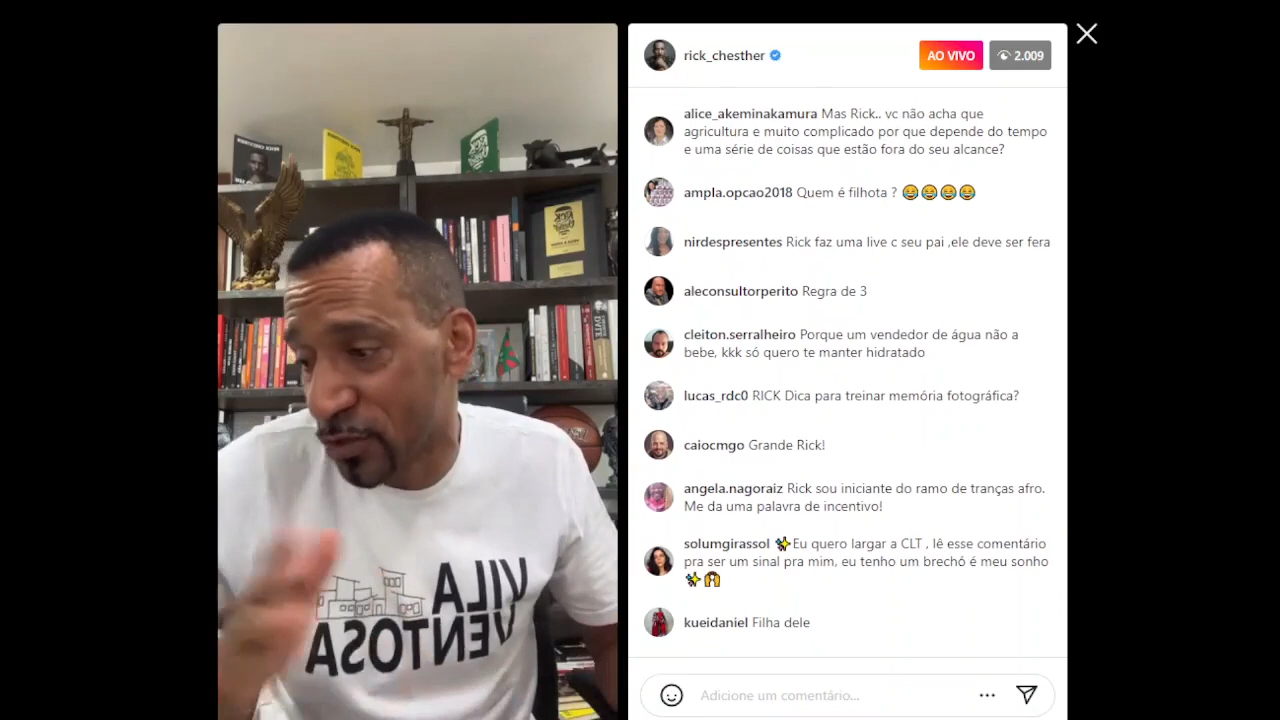 rick_chesther
AO VIVO
2.009
alice_akeminakamura Mas Rick.. vc não acha que
agricultura e muito complicado por que depende do tempo
e uma série de coisas que estão fora do seu alcance?
ampla.opcao2018 Quem é filhota ? 😂😂😂😂
nirdespresentes Rick faz uma live c seu pai ,ele deve ser fera
aleconsultorperito Regra de 3
cleiton.serralheiro Porque um vendedor de água não a
bebe, kkk só quero te manter hidratado
lucas_rdc0 RICK Dica para treinar memória fotográfica?
caiocmgo Grande Rick!
angela.nagoraiz Rick sou iniciante do ramo de tranças afro.
Me da uma palavra de incentivo!
solumgirassol ✨Eu quero largar a CLT , lê esse comentário
pra ser um sinal pra mim, eu tenho um brechó é meu sonho
✨🙌
kueidaniel Filha dele
Adicione um comentário...
VILA
VENTOSA